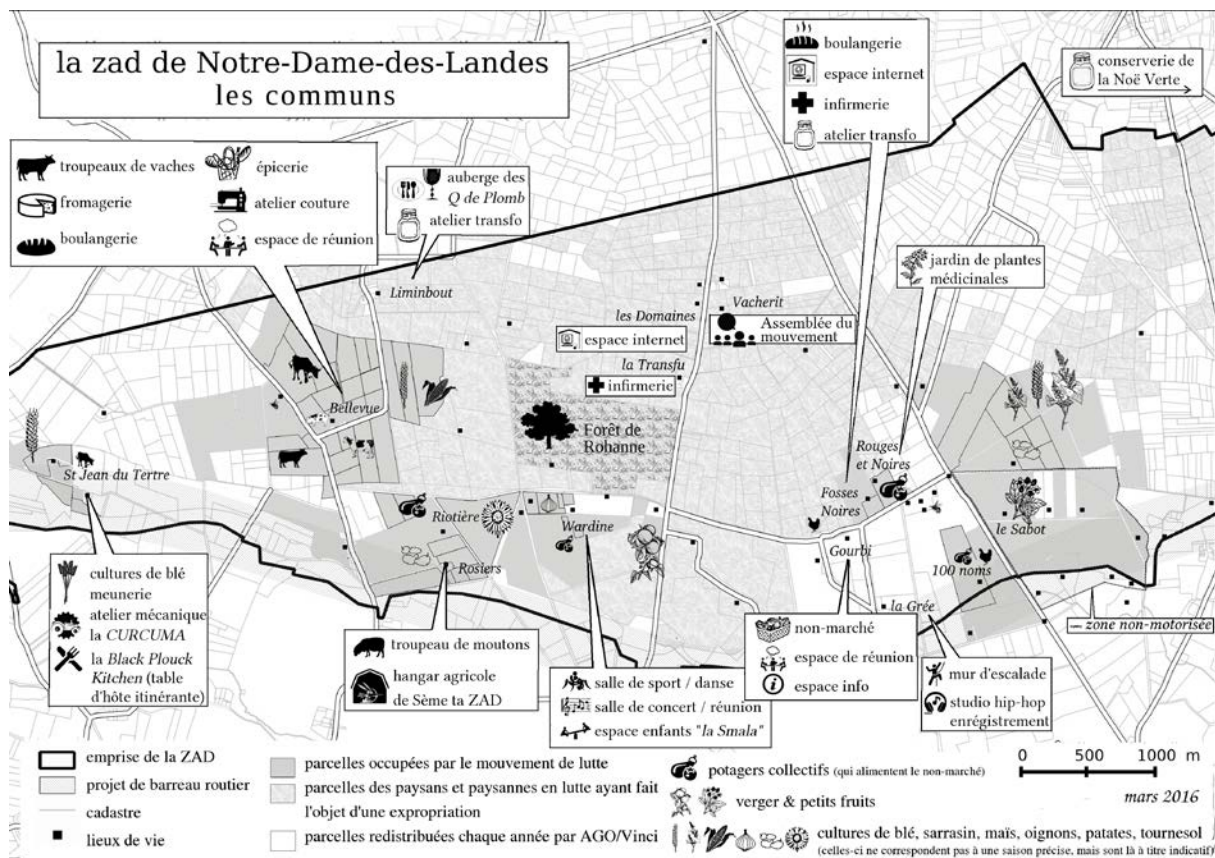 la zad de Notre-Dame-des-Landes
les communs
troupeaux de vaches
fromagerie
boulangerie
épicerie
atelier couture
espace de réunion
auberge des
Q de Plomb
atelier transfo
boulangerie
espace internet
infirmerie
atelier transfo
conserverie de
la Noë Verte
jardin de plantes
médicinales
Liminbout
les Domaines
espace internet
Vacherit
Assemblée du
mouvement
la Transfu
infirmerie
Bellevue
Forêt de
Rohanne
Rouges
et Noires
St Jean du Tertre
Fosses
Noires
Riotière
Wardine
le Sabot
Gourbi
Rosiers
100 noms
la Grée
zone non-motorisée
cultures de blé
meunerie
atelier mécanique
la CURCUMA
la Black Plouck
Kitchen (table
d'hôte itinérante)
troupeau de moutons
hangar agricole
de Sème ta ZAD
salle de sport / danse
salle de concert / réunion
espace enfants "la Smala"
non-marché
espace de réunion
espace info
mur d'escalade
studio hip-hop
enrégistrement
emprise de la ZAD
projet de barreau routier
cadastre
lieux de vie
parcelles occupées par le mouvement de lutte
parcelles des paysans et paysannes en lutte ayant fait
l'objet d'une expropriation
parcelles redistribuées chaque année par AGO/Vinci
0 500 1000 m
mars 2016
potagers collectifs (qui alimentent le non-marché)
verger & petits fruits
cultures de blé, sarrasin, maïs, oignons, patates, tournesol
(celles-ci ne correspondent pas à une saison précise, mais sont là à titre indicatif)